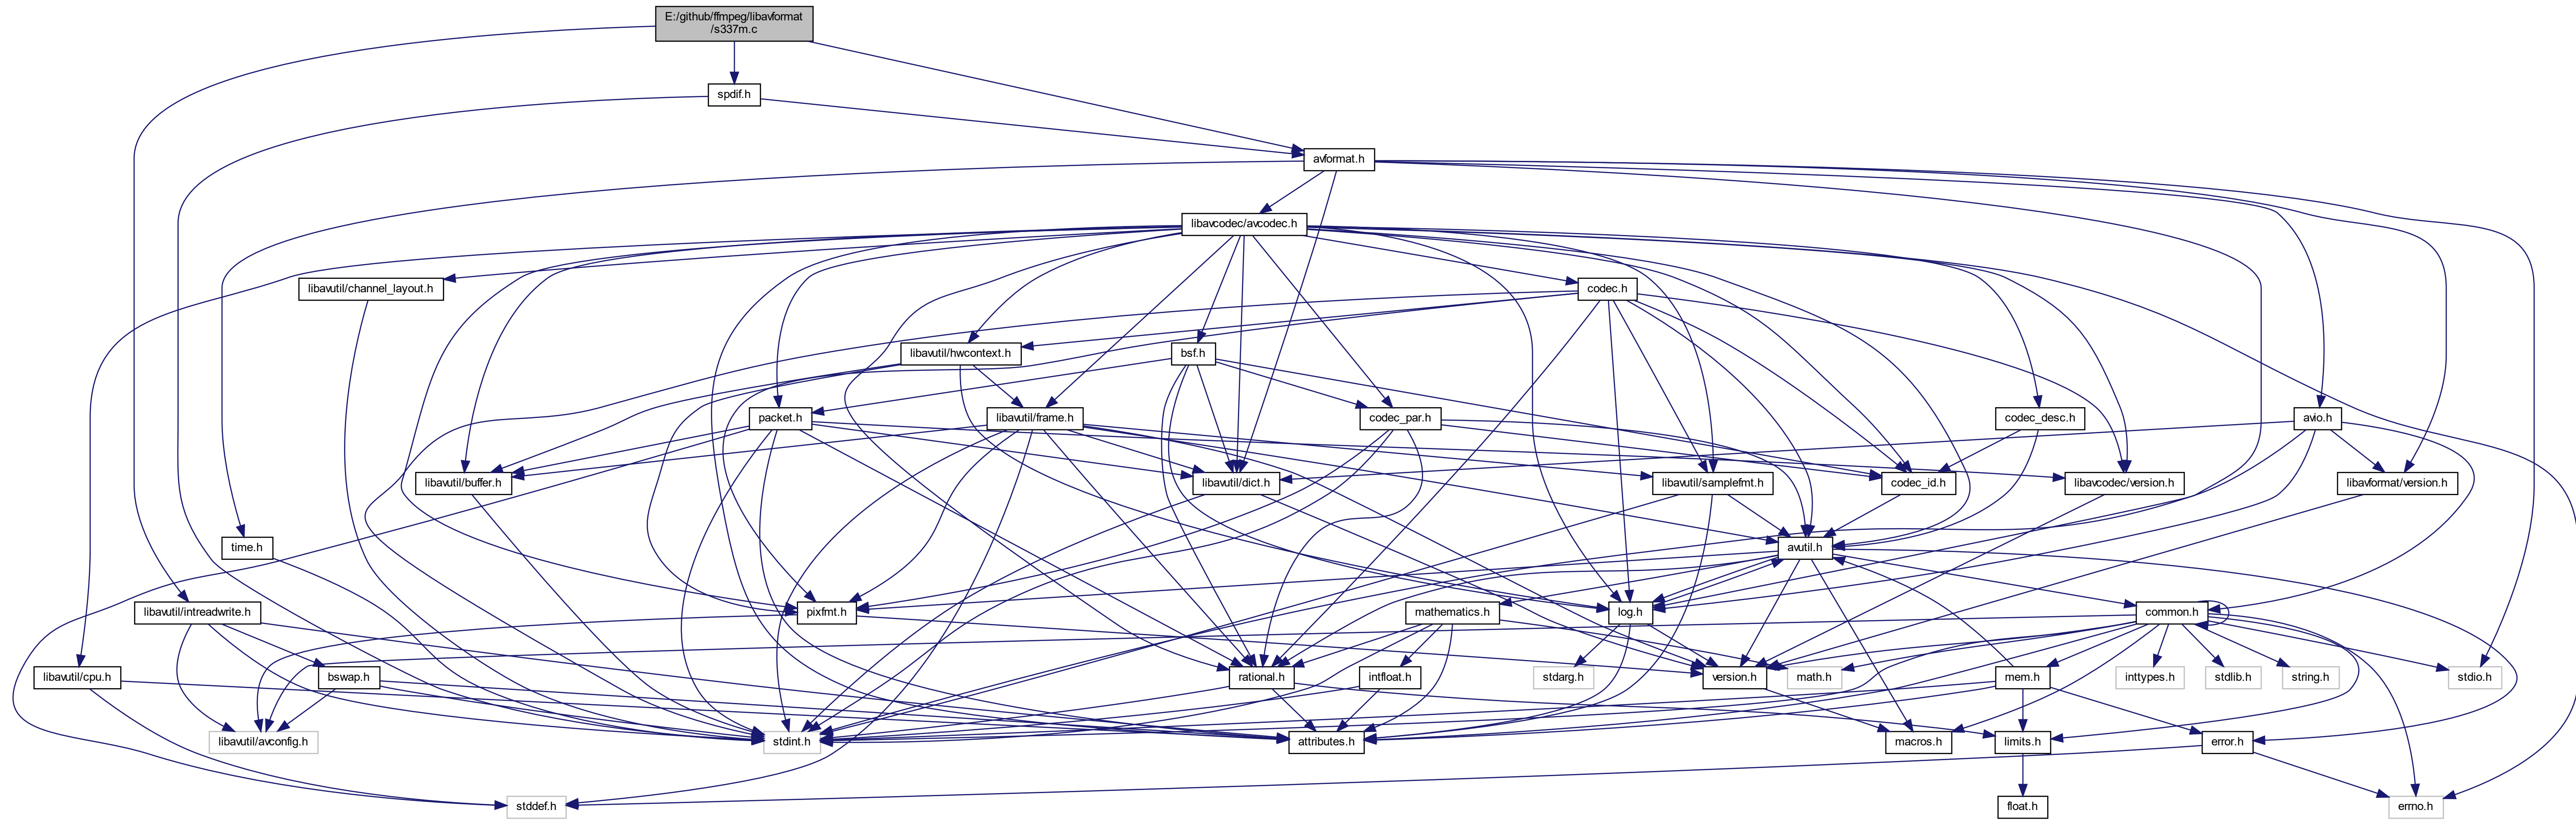 E:/github/ffmpeg/libavformat
/s337m.c
spdif.h
avformat.h
libavcodec/avcodec.h
libavutil/channel_layout.h
codec.h
libavutil/hwcontext.h
bsf.h
packet.h
libavutil/frame.h
codec_par.h
codec_desc.h
avio.h
libavutil/buffer.h
libavutil/dict.h
libavutil/samplefmt.h
codec_id.h
libavcodec/version.h
libavformat/version.h
time.h
avutil.h
libavutil/intreadwrite.h
pixfmt.h
mathematics.h
log.h
common.h
libavutil/cpu.h
bswap.h
rational.h
intfloat.h
stdarg.h
version.h
math.h
mem.h
inttypes.h
stdlib.h
string.h
stdio.h
libavutil/avconfig.h
stdint.h
attributes.h
macros.h
limits.h
error.h
stddef.h
float.h
errno.h